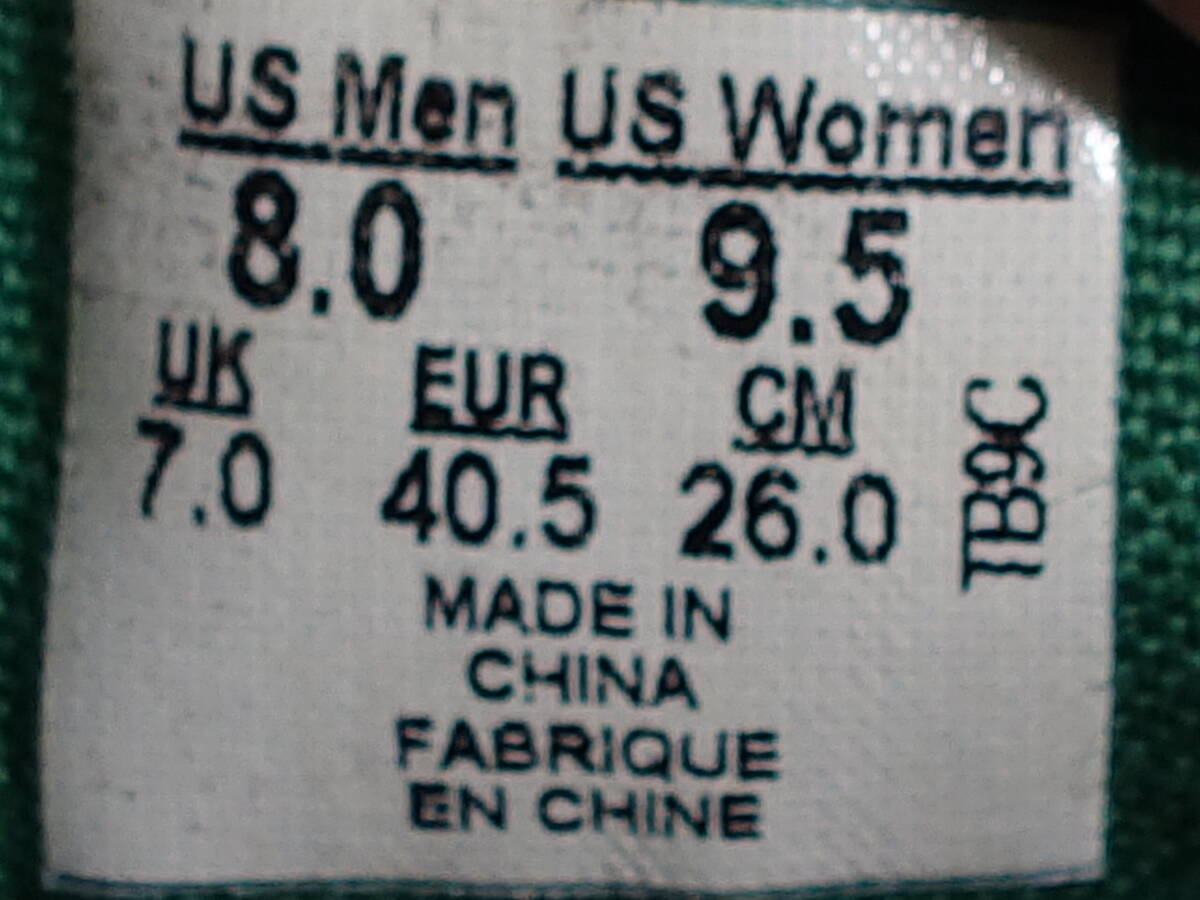 US Men US Women
8.0 9.5
UK EUR CM
7.0 40.5 26.0
TB9C
MADE IN
CHINA
FABRIQUE
EN CHINE